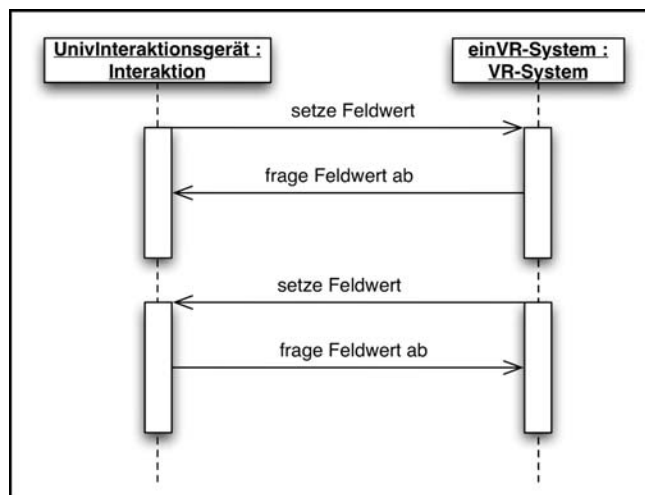 UnivInteraktionsgerät :
Interaktion
einVR-System :
VR-System
setze Feldwert
frage Feldwert ab
setze Feldwert
frage Feldwert ab